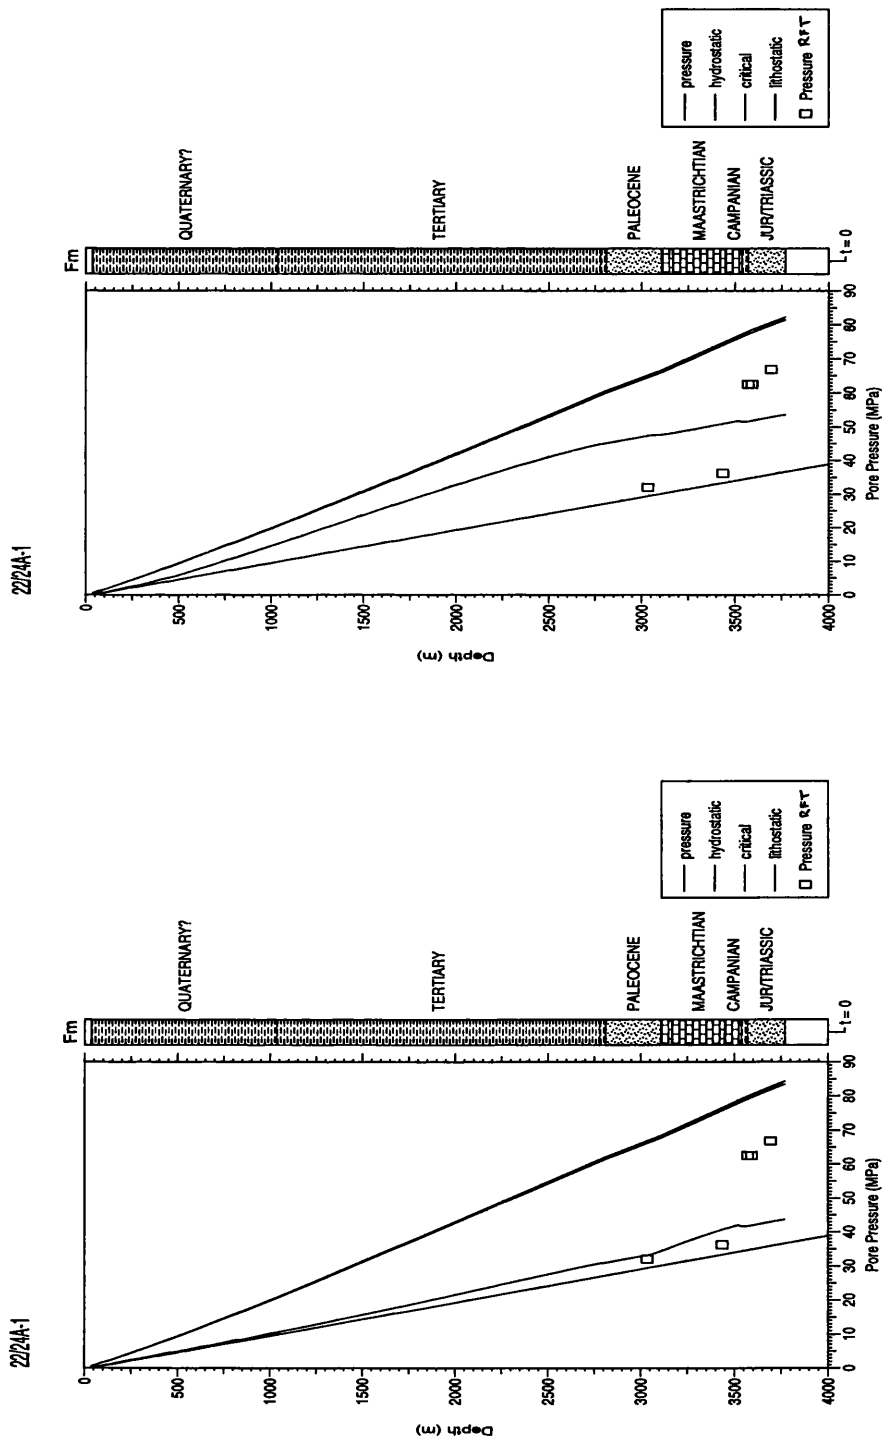 22/24A-1
Fm
QUATERNARY?
TERTIARY
PALEOCENE
MAASTRICHTIAN
CAMPANIAN
JUR/TRIASSIC
t = 0
Depth (m)
0
500
1000
1500
2000
2500
3000
3500
4000
0 10 20 30 40 50 60 70 80 90
Pore Pressure (MPa)
pressure
hydrostatic
critical
lithostatic
Pressure RFT
22/24A-1
Fm
QUATERNARY?
TERTIARY
PALEOCENE
MAASTRICHTIAN
CAMPANIAN
JUR/TRIASSIC
t = 0
Depth (m)
0
500
1000
1500
2000
2500
3000
3500
4000
0 10 20 30 40 50 60 70 80 90
Pore Pressure (MPa)
pressure
hydrostatic
critical
lithostatic
Pressure RFT